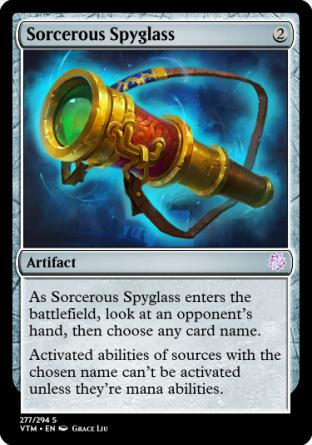 Sorcerous Spyglass 2
Artifact
As Sorcerous Spyglass enters the
battlefield, look at an opponent's
hand, then choose any card name.
Activated abilities of sources with the
chosen name can't be activated
unless they're mana abilities.
277/294 S
VTM • EN Grace Liu